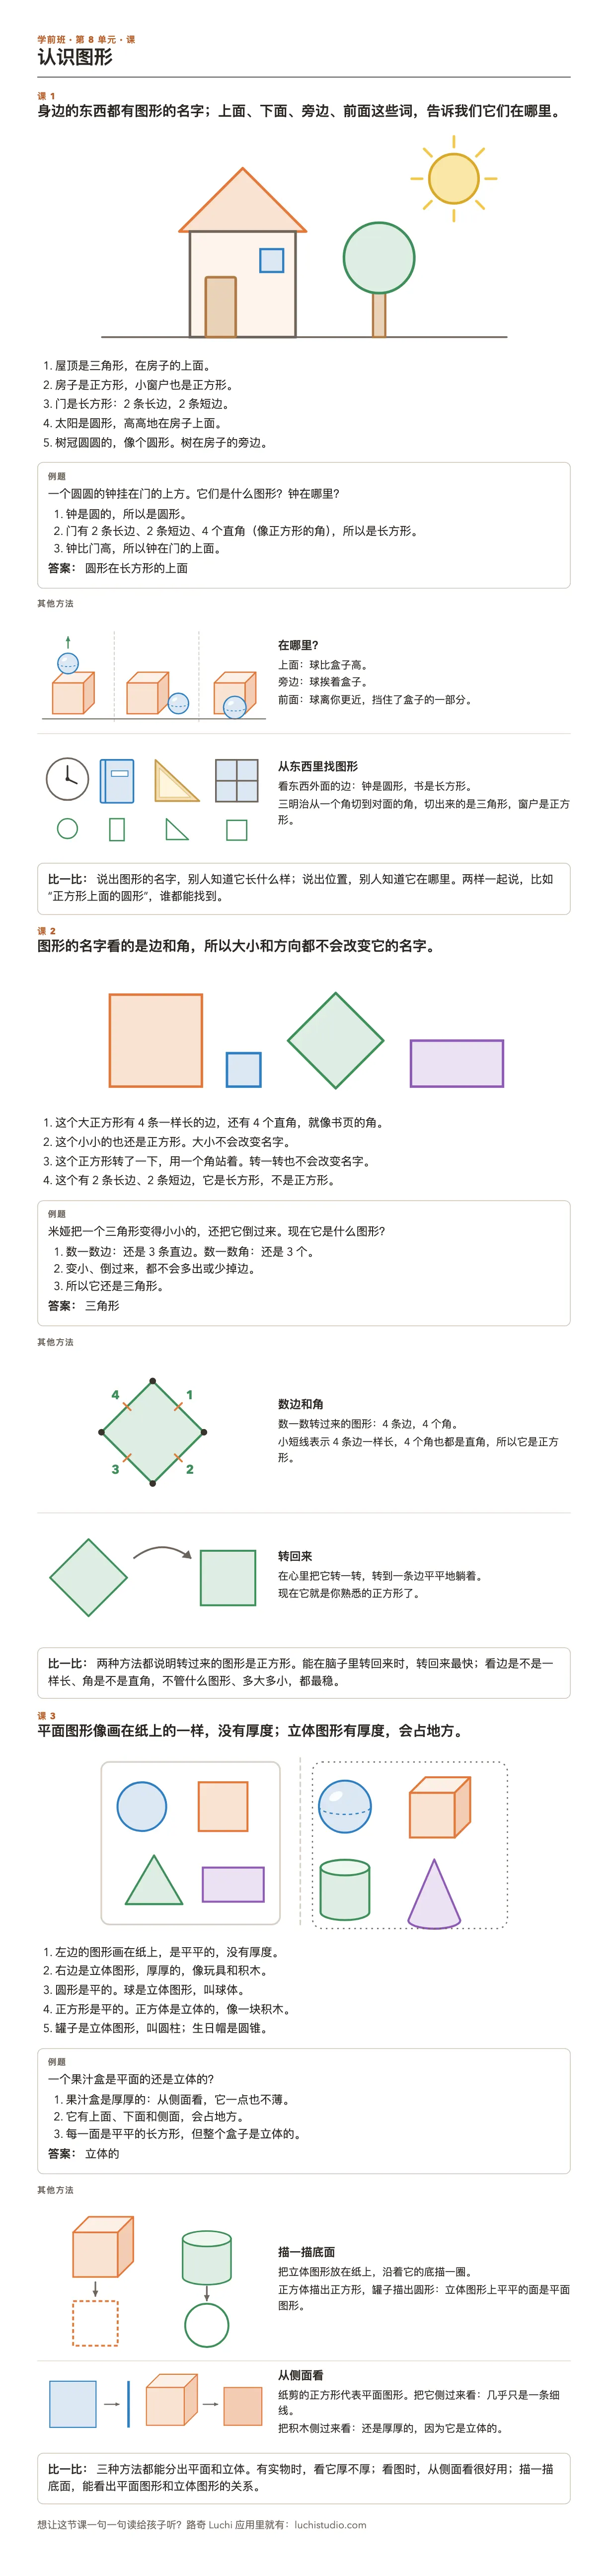 学前班 · 第 8 单元 · 课
认识图形
课 1
身边的东西都有图形的名字；上面、下面、旁边、前面这些词，告诉我们它们在哪里。
1. 屋顶是三角形，在房子的上面。
2. 房子是正方形，小窗户也是正方形。
3. 门是长方形：2 条长边，2 条短边。
4. 太阳是圆形，高高地在房子上面。
5. 树冠圆圆的，像个圆形。树在房子的旁边。
例题
一个圆圆的钟挂在门的上方。它们是什么图形？钟在哪里？
1. 钟是圆的，所以是圆形。
2. 门有 2 条长边、2 条短边、4 个直角（像正方形的角），所以是长方形。
3. 钟比门高，所以钟在门的上面。
答案： 圆形在长方形的上面
其他方法
在哪里？
上面：球比盒子高。
旁边：球挨着盒子。
前面：球离你更近，挡住了盒子的一部分。
从东西里找图形
看东西外面的边：钟是圆形，书是长方形。
三明治从一个角切到对面的角，切出来的是三角形，窗户是正方
形。
比一比： 说出图形的名字，别人知道它长什么样；说出位置，别人知道它在哪里。两样一起说，比如
“正方形上面的圆形”，谁都能找到。
课 2
图形的名字看的是边和角，所以大小和方向都不会改变它的名字。
1. 这个大正方形有 4 条一样长的边，还有 4 个直角，就像书页的角。
2. 这个小小的也还是正方形。大小不会改变名字。
3. 这个正方形转了一下，用一个角站着。转一转也不会改变名字。
4. 这个有 2 条长边、2 条短边，它是长方形，不是正方形。
例题
米娅把一个三角形变得小小的，还把它倒过来。现在它是什么图形？
1. 数一数边：还是 3 条直边。数一数角：还是 3 个。
2. 变小、倒过来，都不会多出或少掉边。
3. 所以它还是三角形。
答案： 三角形
其他方法
4
1
3
2
数边和角
数一数转过来的图形：4 条边，4 个角。
小短线表示 4 条边一样长，4 个角也都是直角，所以它是正方
形。
转回来
在心里把它转一转，转到一条边平平地躺着。
现在它就是你熟悉的正方形了。
比一比： 两种方法都说明转过来的图形是正方形。能在脑子里转回来时，转回来最快；看边是不是一
样长、角是不是直角，不管什么图形、多大多小，都最稳。
课 3
平面图形像画在纸上的一样，没有厚度；立体图形有厚度，会占地方。
1. 左边的图形画在纸上，是平平的，没有厚度。
2. 右边是立体图形，厚厚的，像玩具和积木。
3. 圆形是平的。球是立体图形，叫球体。
4. 正方形是平的。正方体是立体的，像一块积木。
5. 罐子是立体图形，叫圆柱；生日帽是圆锥。
例题
一个果汁盒是平面的还是立体的？
1. 果汁盒是厚厚的：从侧面看，它一点也不薄。
2. 它有上面、下面和侧面，会占地方。
3. 每一面是平平的长方形，但整个盒子是立体的。
答案： 立体的
其他方法
描一描底面
把立体图形放在纸上，沿着它的底描一圈。
正方体描出正方形，罐子描出圆形：立体图形上平平的面是平面
图形。
从侧面看
纸剪的正方形代表平面图形。把它侧过来看：几乎只是一条细
线。
把积木侧过来看：还是厚厚的，因为它是立体的。
比一比： 三种方法都能分出平面和立体。有实物时，看它厚不厚；看图时，从侧面看很好用；描一描
底面，能看出平面图形和立体图形的关系。
想让这节课一句一句读给孩子听？路奇 Luchi 应用里就有：luchistudio.com